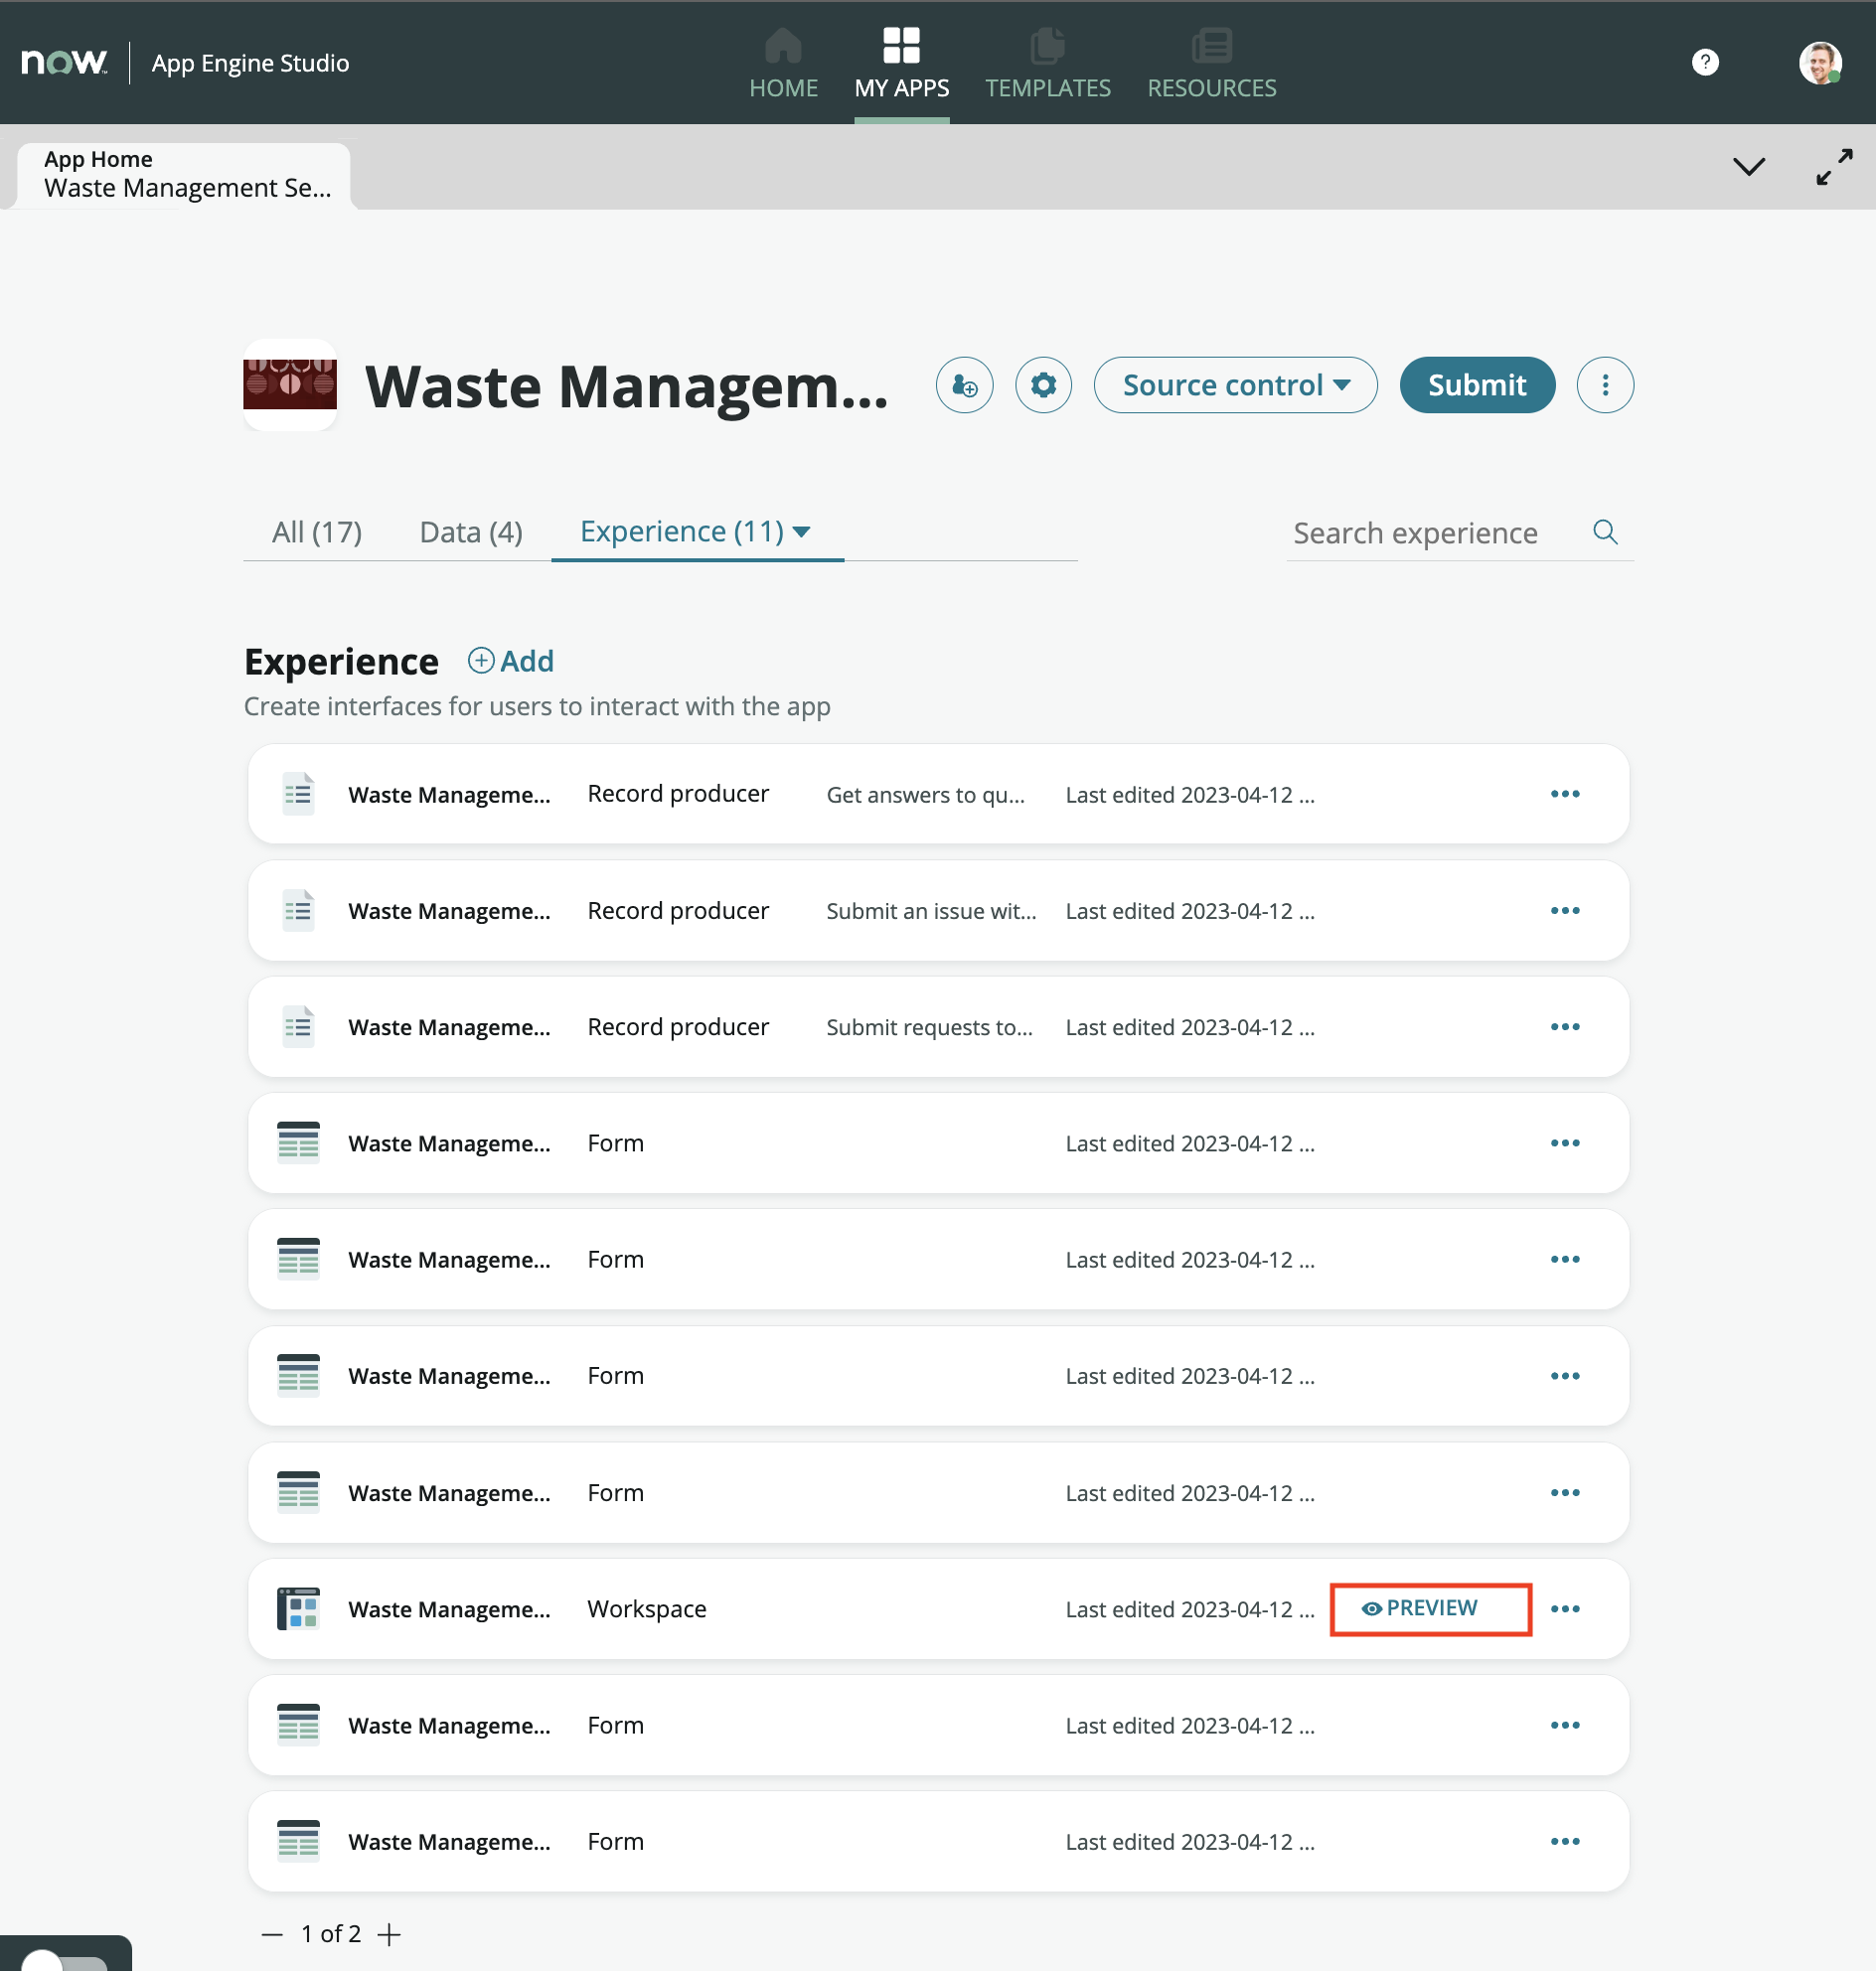 now
App Engine Studio
HOME
MY APPS
TEMPLATES
RESOURCES
?
App Home
Waste Management Se...
Waste Managem...
Source control
Submit
All (17)
Data (4)
Experience (11)
Search experience
Experience
Add
Create interfaces for users to interact with the app
Waste Manageme... Record producer Get answers to qu... Last edited 2023-04-12 ...
Waste Manageme... Record producer Submit an issue wit... Last edited 2023-04-12 ...
Waste Manageme... Record producer Submit requests to... Last edited 2023-04-12 ...
Waste Manageme... Form Last edited 2023-04-12 ...
Waste Manageme... Form Last edited 2023-04-12 ...
Waste Manageme... Form Last edited 2023-04-12 ...
Waste Manageme... Form Last edited 2023-04-12 ...
Waste Manageme... Workspace Last edited 2023-04-12 ... PREVIEW
Waste Manageme... Form Last edited 2023-04-12 ...
Waste Manageme... Form Last edited 2023-04-12 ...
1 of 2